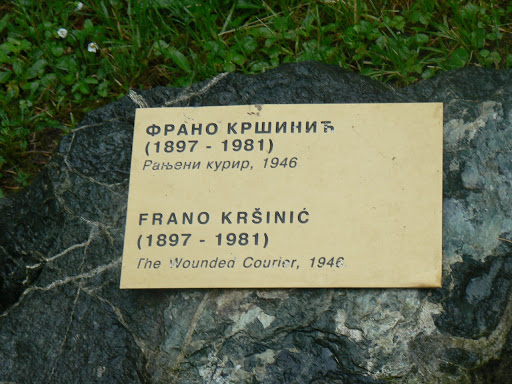 ФРАНО КРШИНИЋ
(1897 - 1981)
Рањени курир, 1946
FRANO KRŠINIĆ
(1897 - 1981)
The Wounded Courier, 1946